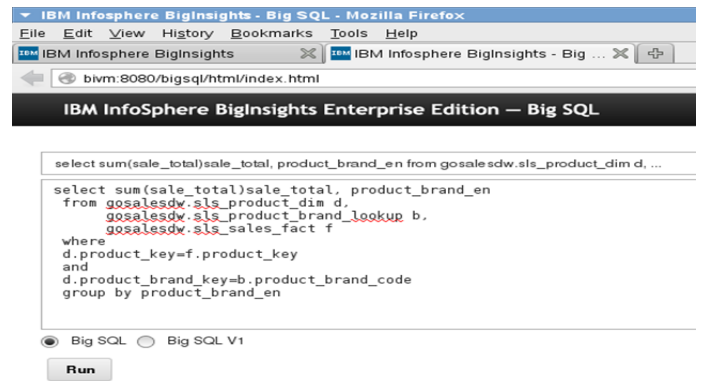 IBM Infosphere BigInsights - Big SQL - Mozilla Firefox
File Edit View History Bookmarks Tools Help
IBM IBM Infosphere BigInsights IBM IBM Infosphere BigInsights - Big ...
bivm:8080/bigsql/html/index.html
IBM InfoSphere BigInsights Enterprise Edition — Big SQL
select sum(sale_total)sale_total, product_brand_en from gosalesdw.sls_product_dim d, ...
select sum(sale_total)sale_total, product_brand_en
from gosalesdw.sls_product_dim d,
gosalesdw.sls_product_brand_lookup b,
gosalesdw.sls_sales_fact f
where
d.product_key=f.product_key
and
d.product_brand_key=b.product_brand_code
group by product_brand_en
Big SQL Big SQL V1
Run